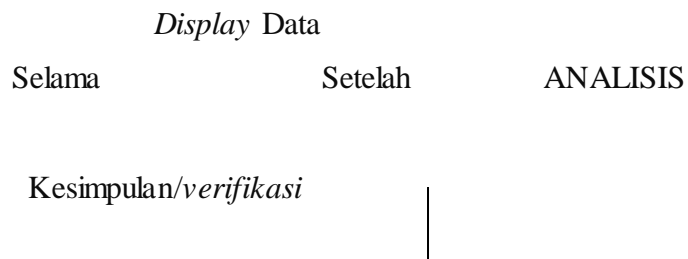 Display Data
Selama Setelah ANALISIS
Kesimpulan/verifikasi